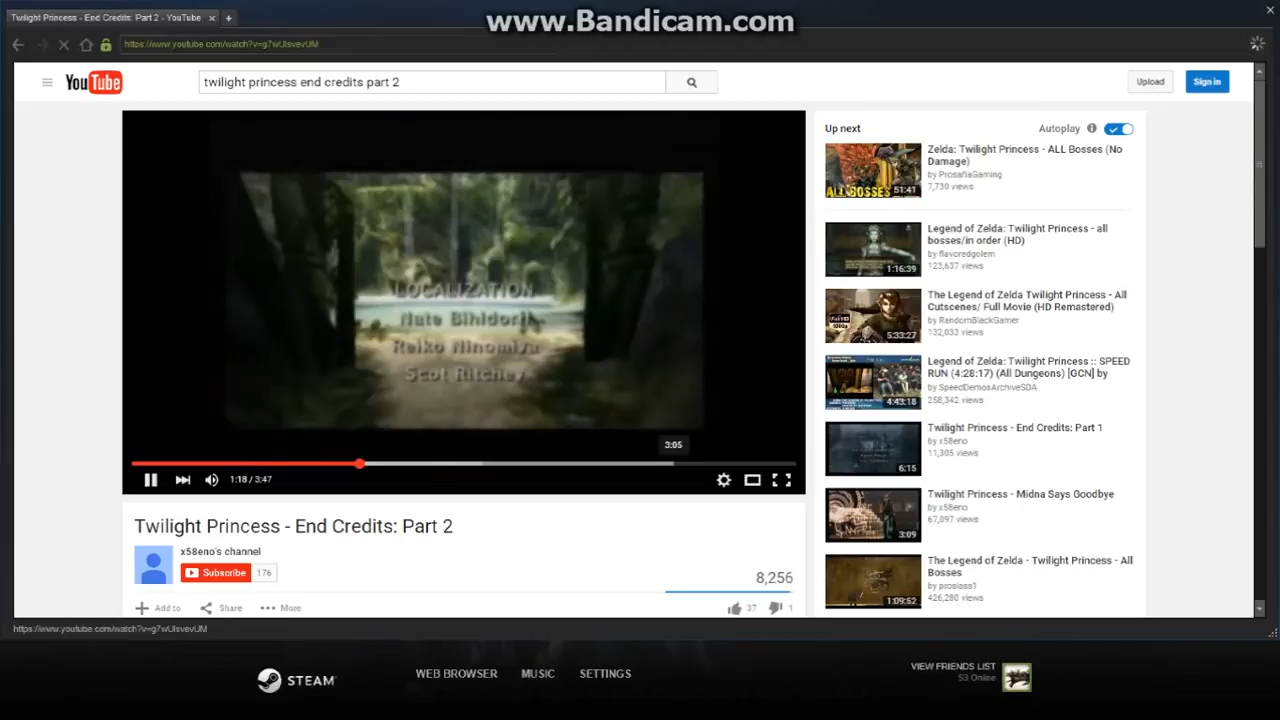 Twilight Princess - End Credits: Part 2 - YouTube
www.Bandicam.com
https://www.youtube.com/watch?v=g7wUIsvevUM
YouTube
twilight princess end credits part 2
Upload
Sign in
LOCALIZATION
Nate Bihldorff
Reiko Ninomiya
Scot Ritchey
3:05
1:18 / 3:47
Up next
Autoplay
Zelda: Twilight Princess - ALL Bosses (No
Damage)
by ProsafiaGaming
7,730 views
ALL BOSSES
51:41
Legend of Zelda: Twilight Princess - all
bosses/in order (HD)
by flavoredgolem
123,637 views
1:16:39
The Legend of Zelda Twilight Princess - All
Cutscenes/ Full Movie (HD Remastered)
by RandomBlackGamer
132,033 views
5:33:27
Legend of Zelda: Twilight Princess :: SPEED
RUN (4:28:17) (All Dungeons) [GCN] by
by SpeedDemosArchiveSDA
258,342 views
4:43:18
Twilight Princess - End Credits: Part 1
by x58eno
11,305 views
6:15
Twilight Princess - Midna Says Goodbye
by x58eno
67,097 views
3:09
The Legend of Zelda - Twilight Princess - All
Bosses
by proslass1
426,280 views
1:09:52
Twilight Princess - End Credits: Part 2
x58eno's channel
Subscribe 176
8,256
Add to Share More
37 1
https://www.youtube.com/watch?v=g7wUIsvevUM
STEAM
WEB BROWSER MUSIC SETTINGS
VIEW FRIENDS LIST
53 Online